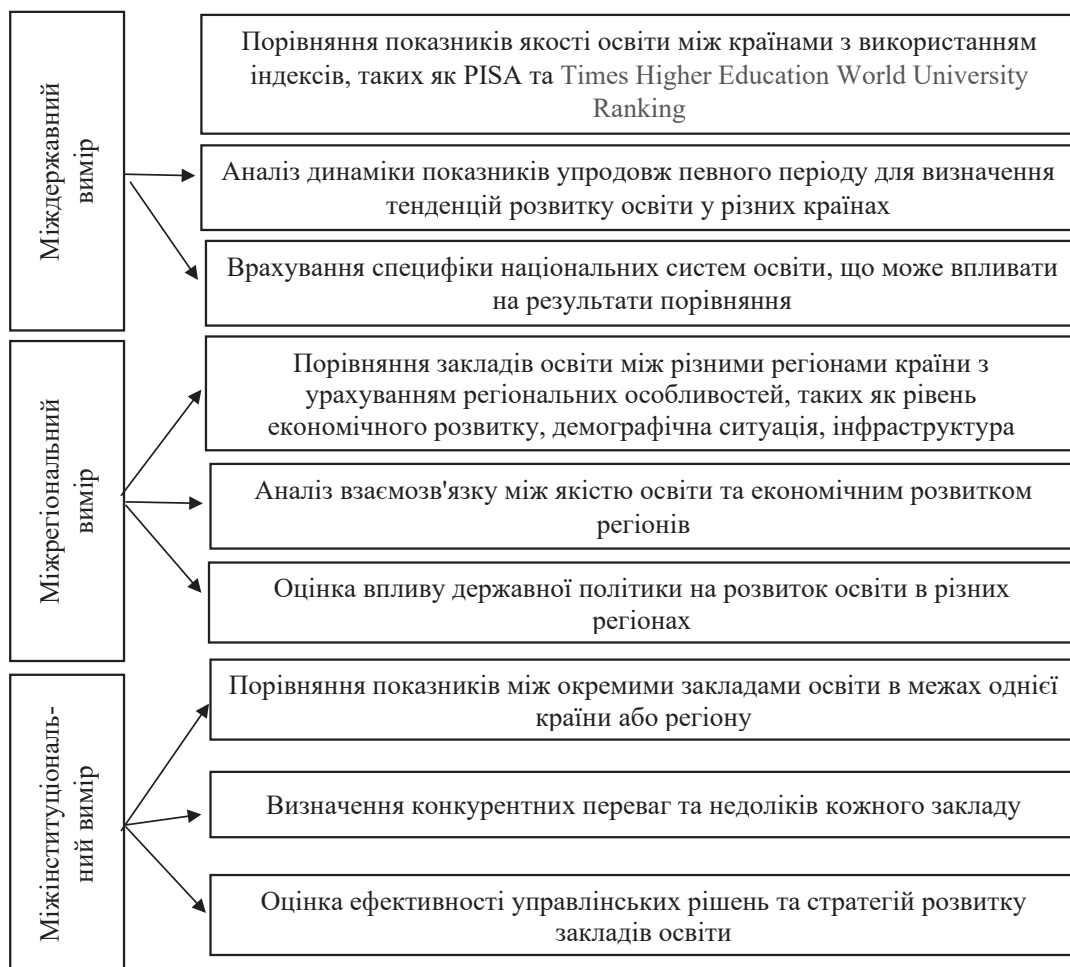 Міждержавний
вимір
Порівняння показників якості освіти між країнами з використанням
індексів, таких як PISA та Times Higher Education World University
Ranking
Аналіз динаміки показників упродовж певного періоду для визначення
тенденцій розвитку освіти у різних країнах
Врахування специфіки національних систем освіти, що може впливати
на результати порівняння
Міжрегіональний
вимір
Порівняння закладів освіти між різними регіонами країни з
урахуванням регіональних особливостей, таких як рівень
економічного розвитку, демографічна ситуація, інфраструктура
Аналіз взаємозв'язку між якістю освіти та економічним розвитком
регіонів
Оцінка впливу державної політики на розвиток освіти в різних
регіонах
Міжінституціональ-
ний вимір
Порівняння показників між окремими закладами освіти в межах однієї
країни або регіону
Визначення конкурентних переваг та недоліків кожного закладу
Оцінка ефективності управлінських рішень та стратегій розвитку
закладів освіти